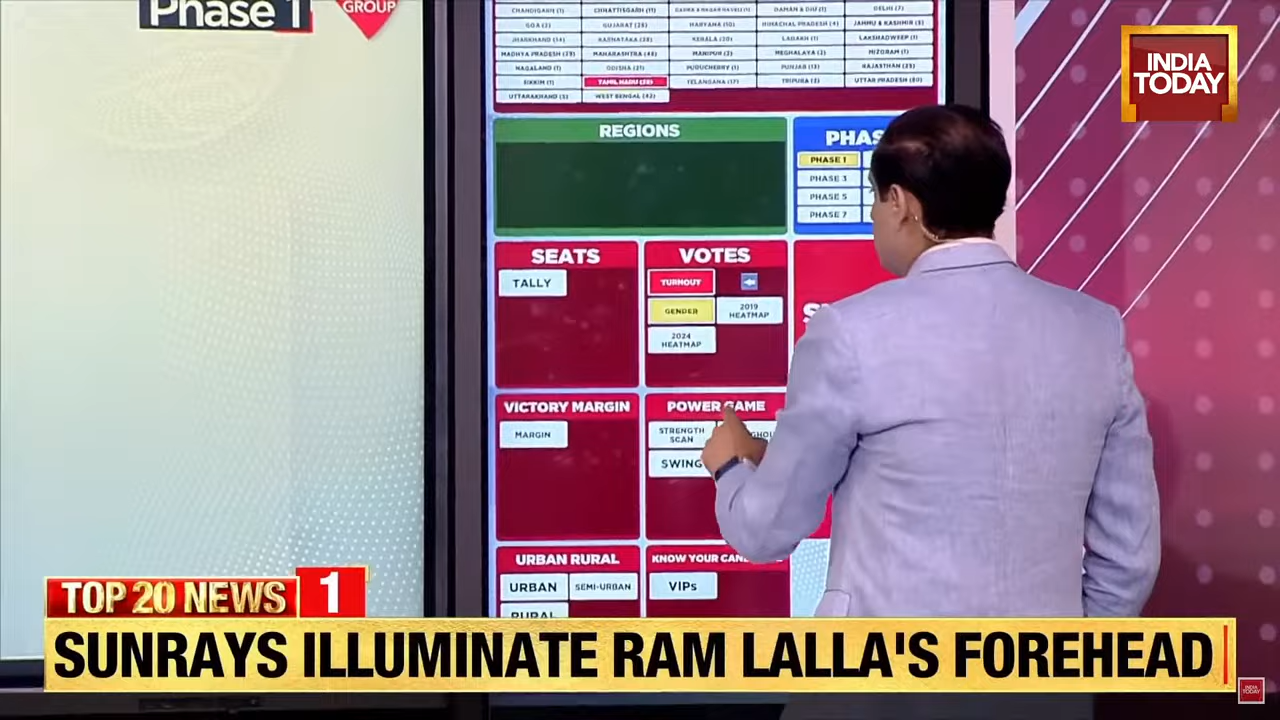 Phase 1
GROUP
INDIA
TODAY
CHANDIGARH (1) CHHATTISGARH (11) DAMAN & DIU (1) DELHI (7)
GOA (2) GUJARAT (26) HARYANA (10) HIMACHAL PRADESH (4) JAMMU & KASHMIR (5)
JHARKHAND (14) KARNATAKA (28) KERALA (20) LADAKH (1) LAKSHADWEEP (1)
MADHYA PRADESH (29) MAHARASHTRA (48) MANIPUR (2) MEGHALAYA (2) MIZORAM (1)
NAGALAND (1) ODISHA (21) PUDUCHERRY (1) PUNJAB (13) RAJASTHAN (25)
SIKKIM (1) TAMIL NADU (39) TELANGANA (17) TRIPURA (2) UTTAR PRADESH (80)
UTTARAKHAND (5) WEST BENGAL (42)
REGIONS
PHAS
PHASE 1
PHASE 3
PHASE 5
PHASE 7
SEATS
TALLY
VOTES
TURNOUT
GENDER
2019
HEATMAP
2024
HEATMAP
VICTORY MARGIN
MARGIN
POWER GAME
STRENGTH
SCAN
SWING
URBAN RURAL
URBAN SEMI-URBAN
RURAL
KNOW YOUR CAN
VIPs
TOP 20 NEWS 1
SUNRAYS ILLUMINATE RAM LALLA'S FOREHEAD
INDIA
TODAY